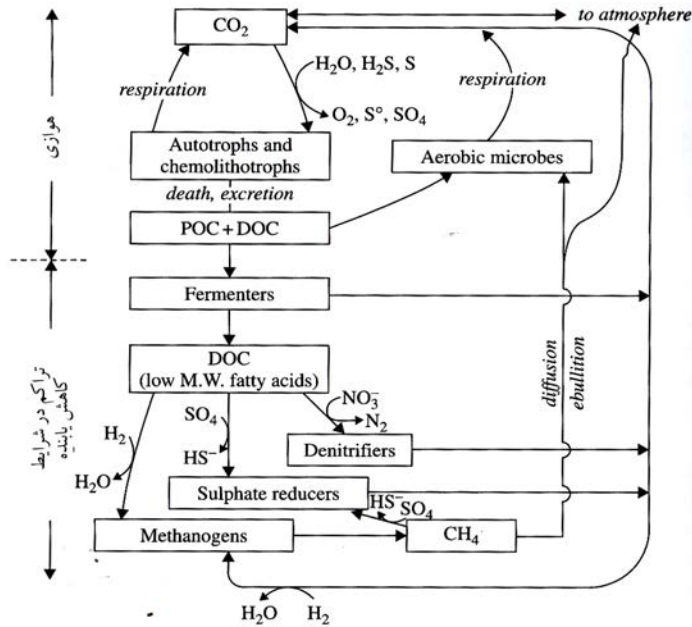 CO₂
to atmosphere
H₂O, H₂S, S
respiration
respiration
O₂, S°, SO₄
هوازی
Autotrophs and
chemolithotrophs
Aerobic microbes
death, excretion
POC + DOC
Fermenters
DOC
(low M.W. fatty acids)
diffusion
ebullition
NO₃⁻
N₂
SO₄
HS⁻
H₂
H₂O
Denitrifiers
تراکم در شرایط
کاهش یابنده
Sulphate reducers
HS⁻
SO₄
Methanogens
CH₄
H₂O
H₂